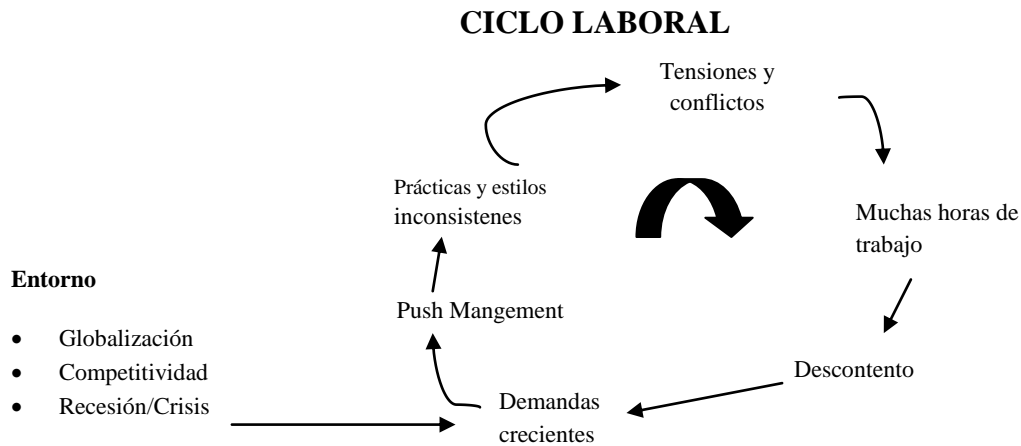 CICLO LABORAL
Tensiones y
conflictos
Prácticas y estilos
inconsistenes
Muchas horas de
trabajo
Entorno
Push Mangement
• Globalización
• Competitividad
• Recesión/Crisis
Descontento
Demandas
crecientes